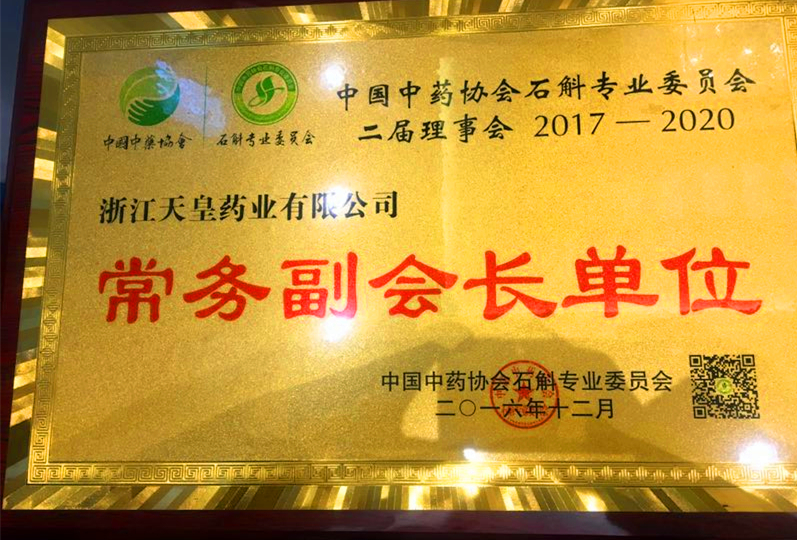 中国中药协会石斛专业委员会
二届理事会 2017—2020
中国中药协会
石斛专业委员会
浙江天皇药业有限公司
常务副会长单位
中国中药协会石斛专业委员会
二〇一六年十二月